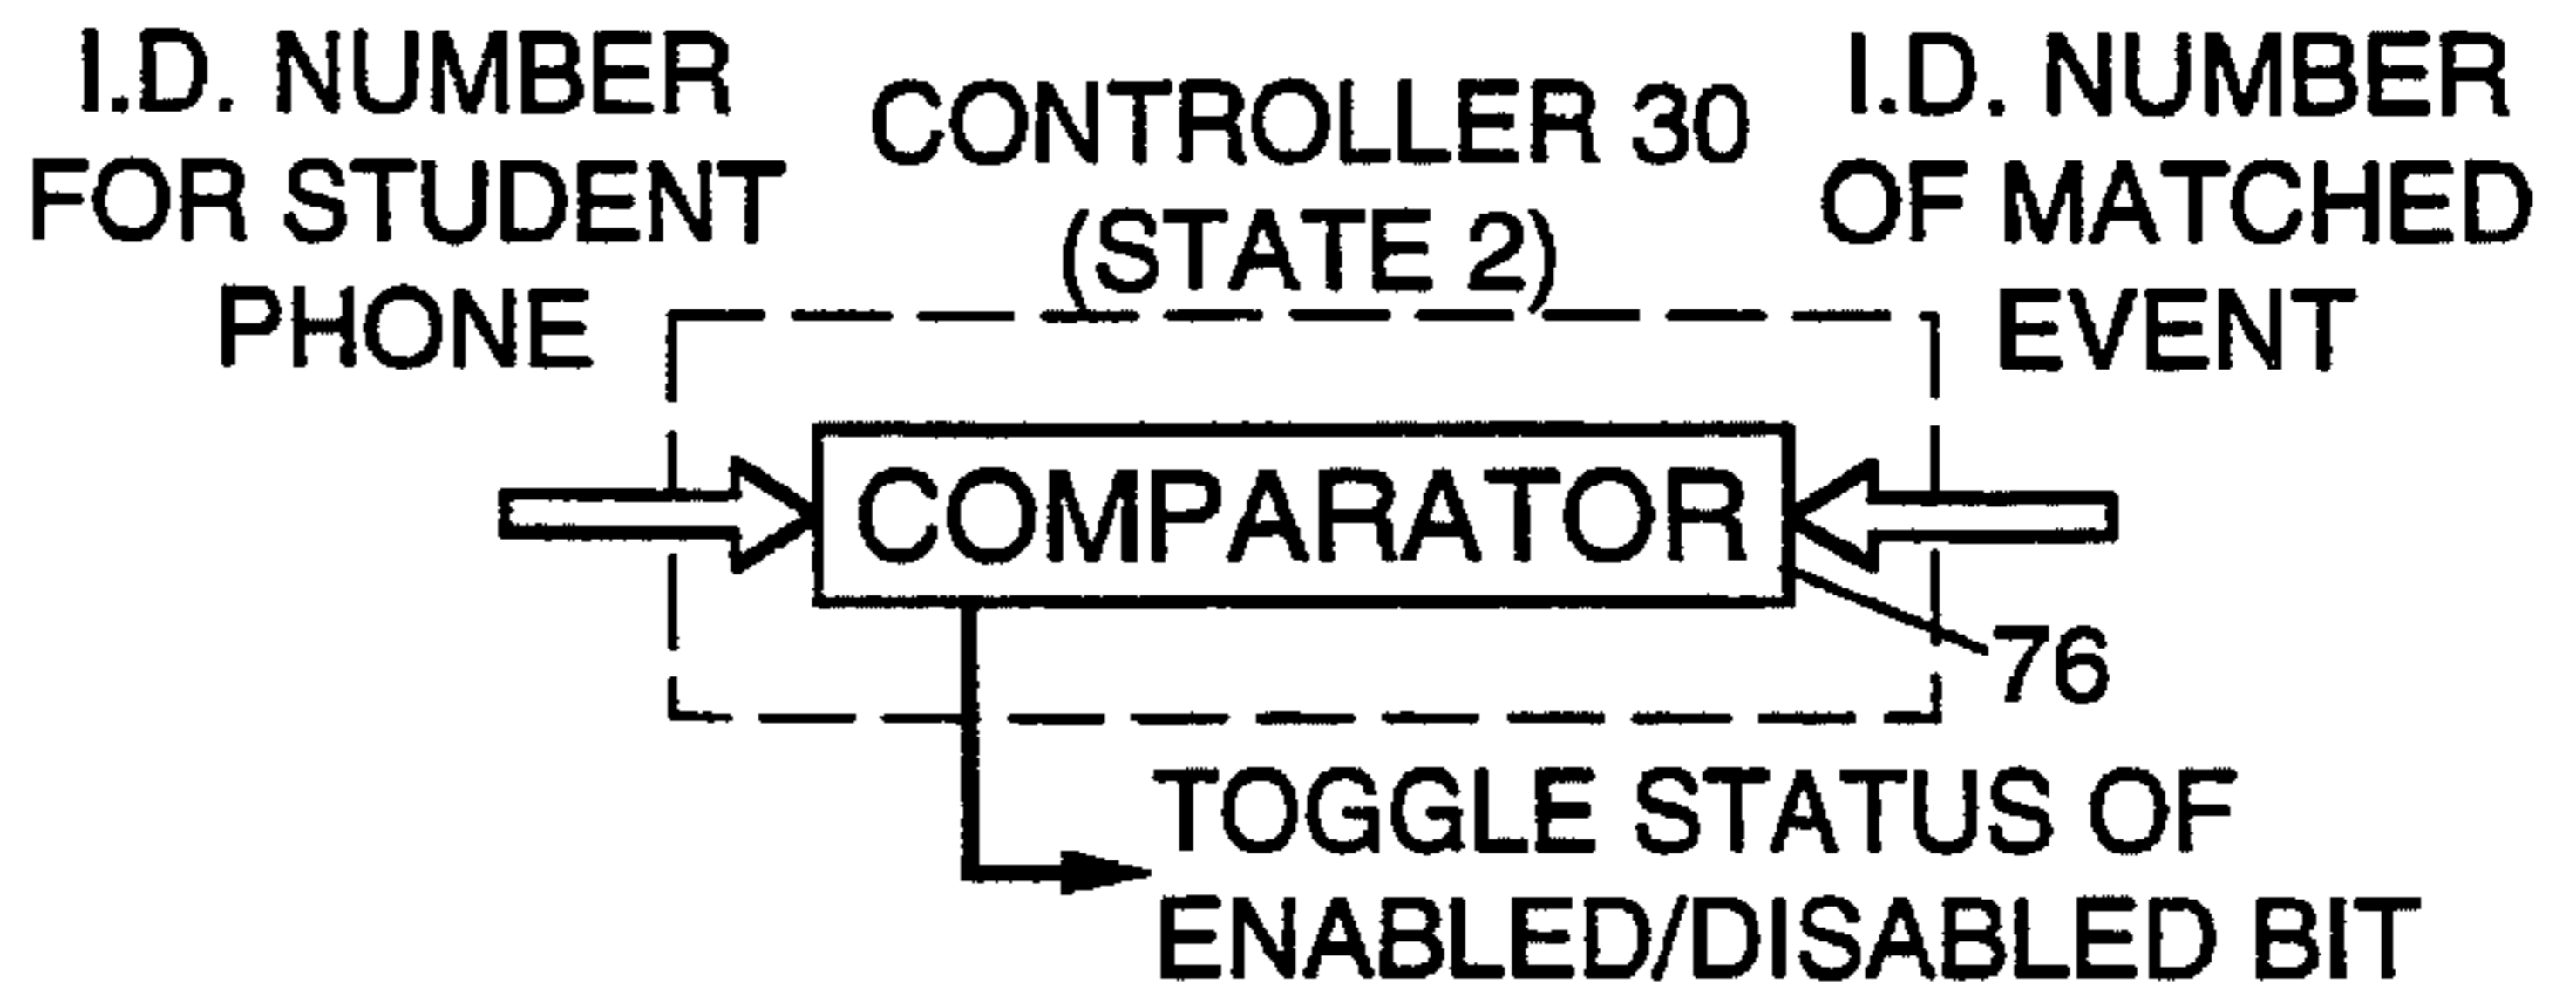 I.D. NUMBER
FOR STUDENT
PHONE
CONTROLLER 30
(STATE 2)
I.D. NUMBER
OF MATCHED
EVENT
COMPARATOR
76
TOGGLE STATUS OF
ENABLED/DISABLED BIT